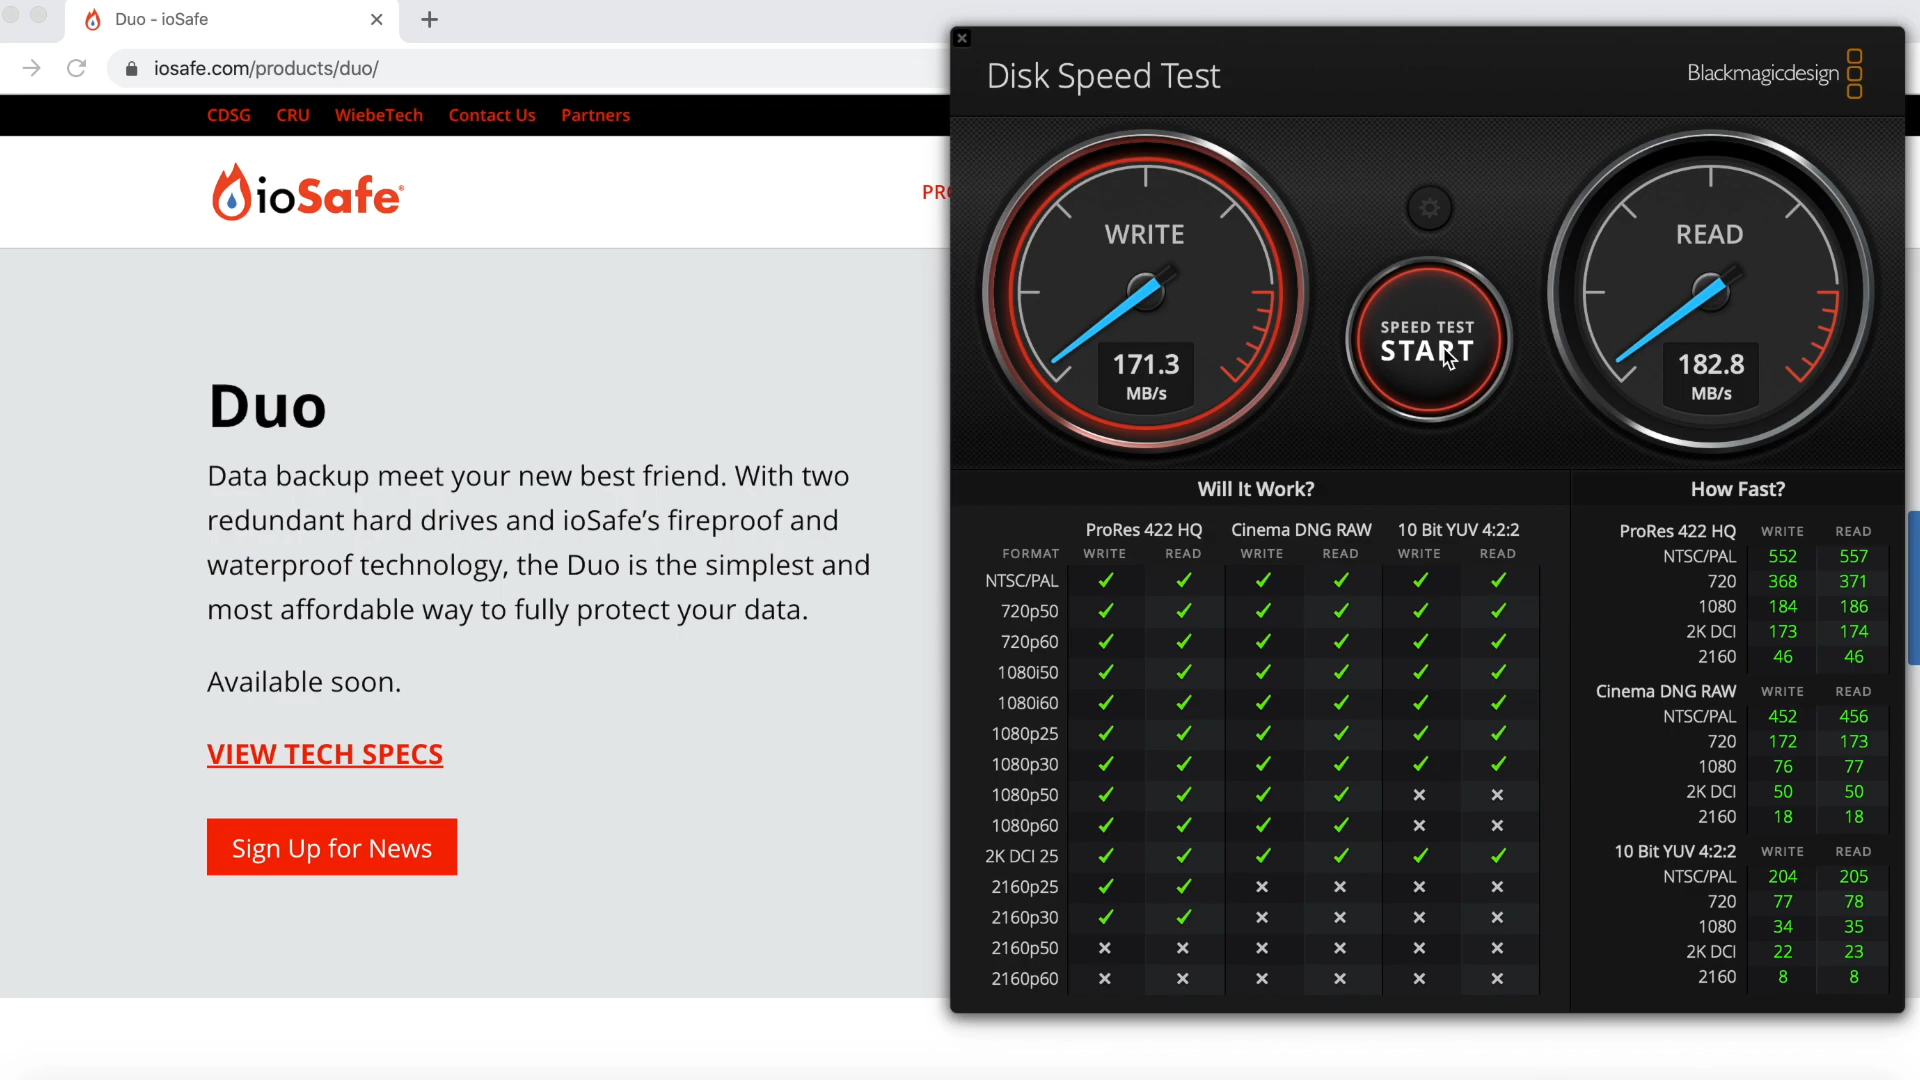 Duo - ioSafe
iosafe.com/products/duo/
CDSG CRU WiebeTech Contact Us Partners
ioSafe
Duo
Data backup meet your new best friend. With two
redundant hard drives and ioSafe’s fireproof and
waterproof technology, the Duo is the simplest and
most affordable way to fully protect your data.
Available soon.
VIEW TECH SPECS
Sign Up for News
Disk Speed Test
Blackmagicdesign
WRITE
171.3
MB/s
SPEED TEST
START
READ
182.8
MB/s
Will It Work?
ProRes 422 HQ Cinema DNG RAW 10 Bit YUV 4:2:2
FORMAT WRITE READ WRITE READ WRITE READ
NTSC/PAL ✓ ✓ ✓ ✓ ✓ ✓
720p50 ✓ ✓ ✓ ✓ ✓ ✓
720p60 ✓ ✓ ✓ ✓ ✓ ✓
1080i50 ✓ ✓ ✓ ✓ ✓ ✓
1080i60 ✓ ✓ ✓ ✓ ✓ ✓
1080p25 ✓ ✓ ✓ ✓ ✓ ✓
1080p30 ✓ ✓ ✓ ✓ ✓ ✓
1080p50 ✓ ✓ ✓ ✓ × ×
1080p60 ✓ ✓ ✓ ✓ × ×
2K DCI 25 ✓ ✓ ✓ ✓ ✓ ✓
2160p25 ✓ ✓ × × × ×
2160p30 ✓ ✓ × × × ×
2160p50 × × × × × ×
2160p60 × × × × × ×
How Fast?
ProRes 422 HQ WRITE READ
NTSC/PAL 552 557
720 368 371
1080 184 186
2K DCI 173 174
2160 46 46
Cinema DNG RAW WRITE READ
NTSC/PAL 452 456
720 172 173
1080 76 77
2K DCI 50 50
2160 18 18
10 Bit YUV 4:2:2 WRITE READ
NTSC/PAL 204 205
720 77 78
1080 34 35
2K DCI 22 23
2160 8 8